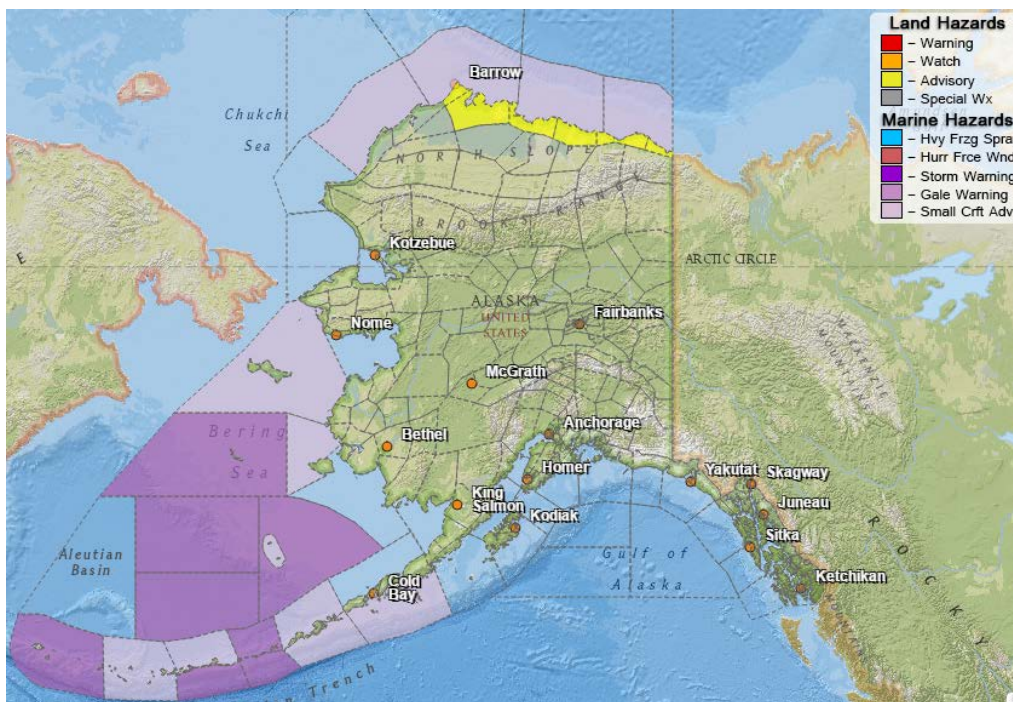 Land Hazards
– Warning
– Watch
– Advisory
– Special Wx
Marine Hazards
– Hvy Frzg Spra
– Hurr Frce Wnd
– Storm Warning
– Gale Warning
– Small Crft Adv
Barrow
Chukchi
Sea
NORTH SLOPE
BROOKS RANGE
Kotzebue
ARCTIC CIRCLE
E
ALASKA
UNITED
STATES
Fairbanks
Nome
MACKENZIE
MOUNTAINS
McGrath
Bering
Sea
Bethel
Anchorage
Homer
Yakutat
Skagway
King
Salmon
Kodiak
Juneau
Sitka
Aleutian
Basin
Gulf of
Alaska
Cold
Bay
Ketchikan
ROCKY
Trench